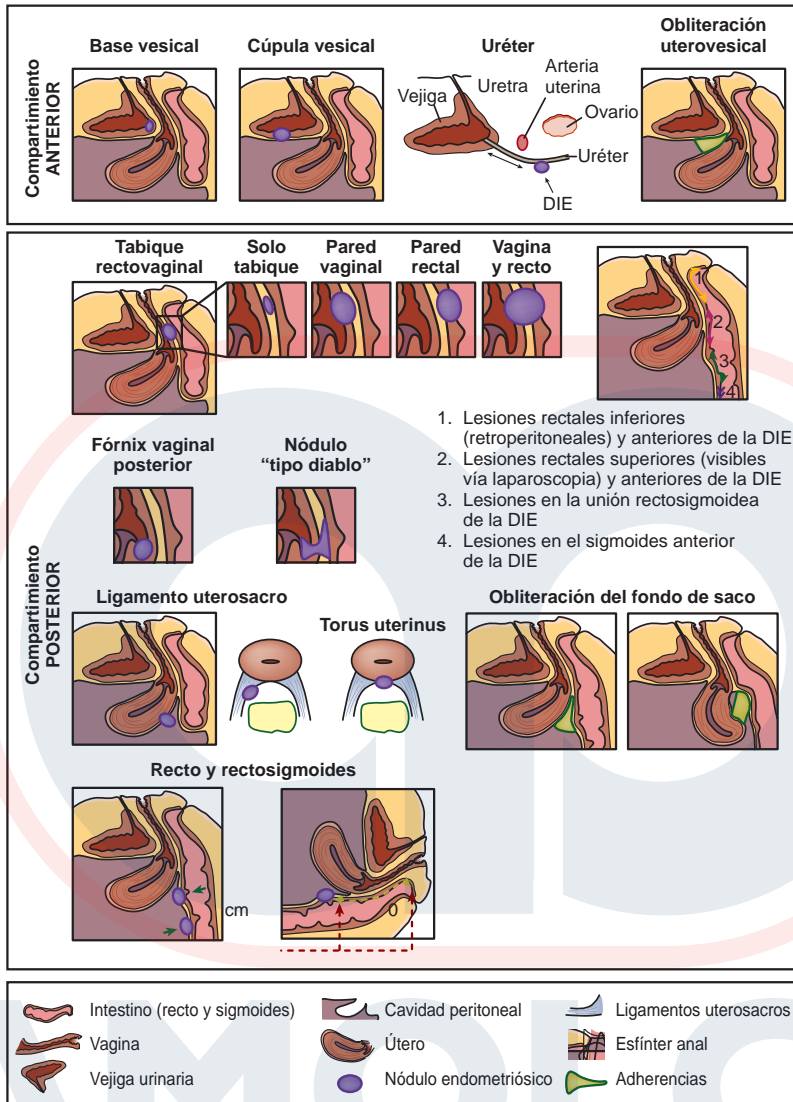 Compartimiento
ANTERIOR
Base vesical
Cúpula vesical
Uréter
Obliteración
uterovesical
Vejiga
Uretra
Arteria
uterina
Ovario
Uréter
DIE
Compartimiento
POSTERIOR
Tabique
rectovaginal
Solo
tabique
Pared
vaginal
Pared
rectal
Vagina
y recto
1
2
3
4
1. Lesiones rectales inferiores
(retroperitoneales) y anteriores de la DIE
2. Lesiones rectales superiores (visibles
vía laparoscopia) y anteriores de la DIE
3. Lesiones en la unión rectosigmoidea
de la DIE
4. Lesiones en el sigmoides anterior
de la DIE
Fórnix vaginal
posterior
Nódulo
“tipo diablo”
Ligamento uterosacro
Torus uterinus
Obliteración del fondo de saco
Recto y rectosigmoides
cm
0
Intestino (recto y sigmoides)
Vagina
Vejiga urinaria
Cavidad peritoneal
Útero
Nódulo endometriósico
Ligamentos uterosacros
Esfínter anal
Adherencias
AMOLC